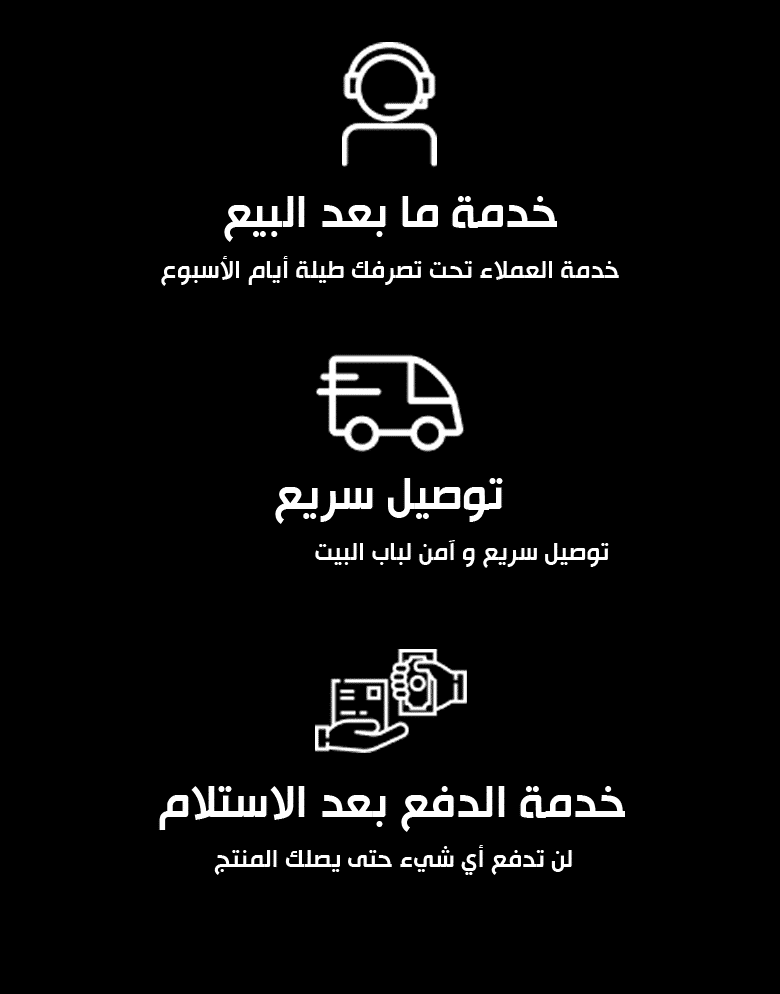 خدمة ما بعد البيع
خدمة العملاء تحت تصرفك طيلة أيام الأسبوع
توصيل سريع
توصيل سريع و آمن لباب البيت
خدمة الدفع بعد الاستلام
لن تدفع أي شيء حتى يصلك المنتج